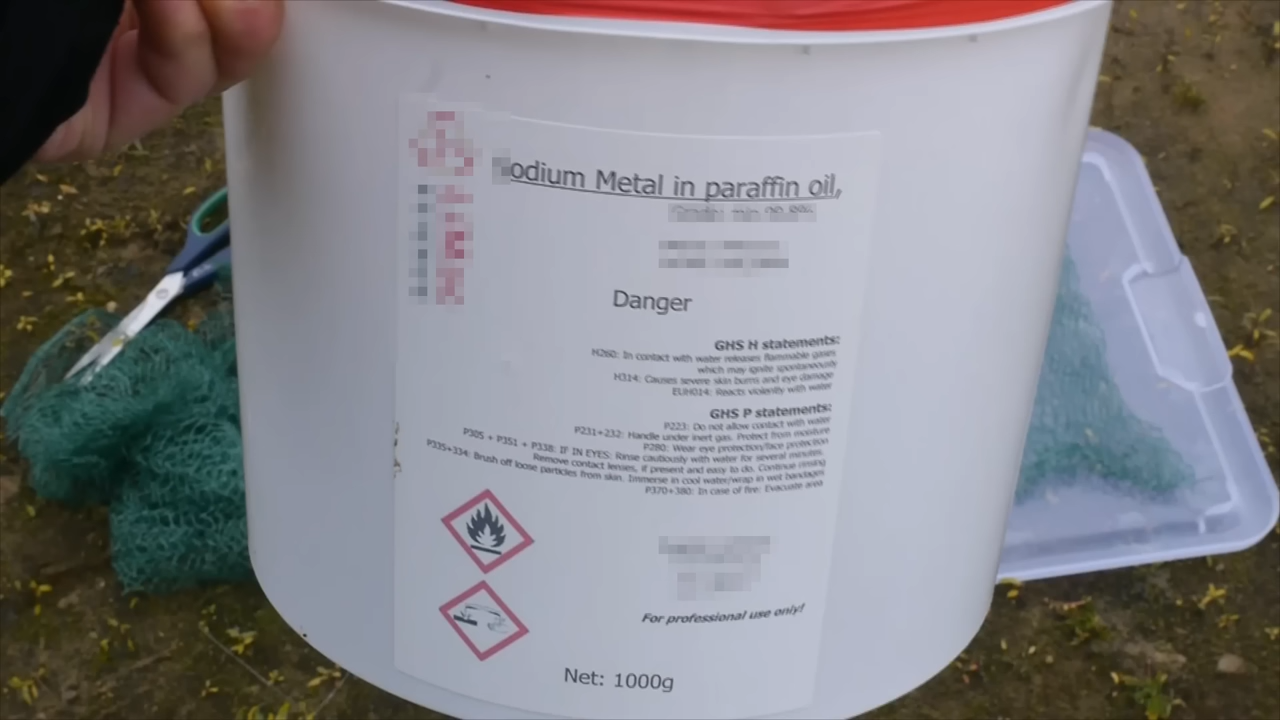 odium Metal in paraffin oil,
Danger
GHS H statements:
H260: In contact with water releases flammable gases
which may ignite spontaneously
H314: Causes severe skin burns and eye damage
EUH014: Reacts violently with water
GHS P statements:
P223: Do not allow contact with water
P231+232: Handle under inert gas. Protect from moisture
P280: Wear eye protection/face protection
P305 + P351 + P338: IF IN EYES: Rinse cautiously with water for several minutes.
Remove contact lenses, if present and easy to do. Continue rinsing
P335+334: Brush off loose particles from skin. Immerse in cool water/wrap in wet bandages
P370+380: In case of fire: Evacuate area
For professional use only!
Net: 1000g